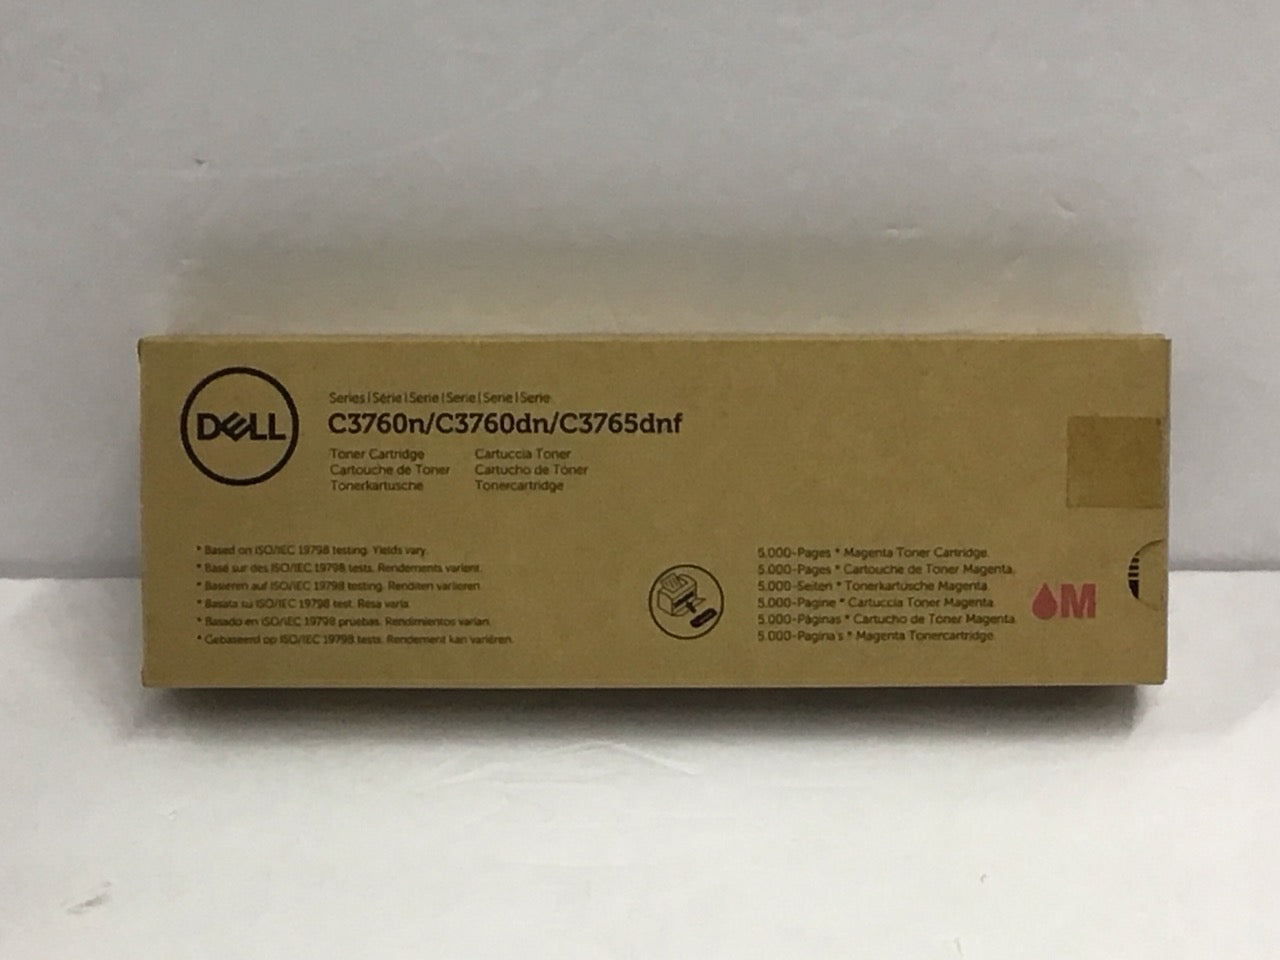 DELL
Series | Série | Serie | Serie | Serie | Serie
C3760n/C3760dn/C3765dnf
Toner Cartridge
Cartouche de Toner
Tonerkartusche
Cartuccia Toner
Cartucho de Tóner
Tonercartridge
* Based on ISO/IEC 19798 testing. Yields vary.
* Basé sur des ISO/IEC 19798 tests. Rendements varient.
* Basieren auf ISO/IEC 19798 testing. Renditen variieren.
* Basata su ISO/IEC 19798 test. Resa varia.
* Basado en ISO/IEC 19798 pruebas. Rendimientos varían.
* Gebaseerd op ISO/IEC 19798 tests. Rendement kan variëren.
5.000-Pages * Magenta Toner Cartridge.
5.000-Pages * Cartouche de Toner Magenta.
5.000-Seiten * Tonerkartusche Magenta.
5.000-Pagine * Cartuccia Toner Magenta.
5.000-Páginas * Cartucho de Tóner Magenta.
5.000-Pagina's * Magenta Tonercartridge.
M